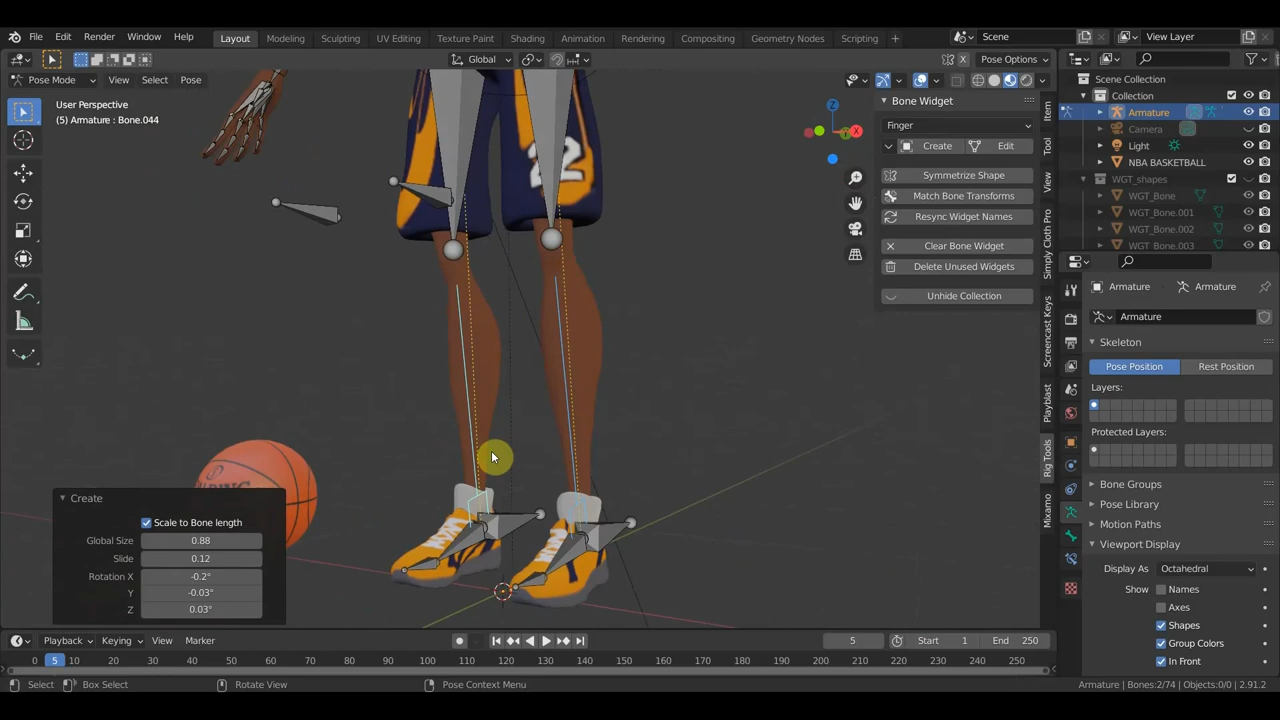 File Edit Render Window Help Layout Modeling Sculpting UV Editing Texture Paint Shading Animation Rendering Compositing Geometry Nodes Scripting + Scene View Layer
Global Pose Options
Pose Mode View Select Pose
User Perspective
(5) Armature : Bone.044
Z
X
Y
Bone Widget
Finger
Create Edit
Symmetrize Shape
Match Bone Transforms
Resync Widget Names
Clear Bone Widget
Delete Unused Widgets
Unhide Collection
Item
Tool
View
Simply Cloth Pro
Screencast Keys
Playblast
Rig Tools
Mixamo
Scene Collection
Collection
Armature
Camera
Light
NBA BASKETBALL
WGT_shapes
WGT_Bone
WGT_Bone.001
WGT_Bone.002
WGT_Bone.003
Armature Armature
Armature
Skeleton
Pose Position Rest Position
Layers:
Protected Layers:
Bone Groups
Pose Library
Motion Paths
Viewport Display
Display As Octahedral
Show Names
Axes
Shapes
Group Colors
In Front
2
Create
Scale to Bone length
Global Size 0.88
Slide 0.12
Rotation X -0.2°
Y -0.03°
Z 0.03°
Playback Keying View Marker 5 Start 1 End 250
0 5 10 20 30 40 50 60 70 80 90 100 110 120 130 140 150 160 170 180 190 200 210 220 230 240 250
Select Box Select Rotate View Pose Context Menu Armature | Bones:2/74 | Objects:0/0 | 2.91.2